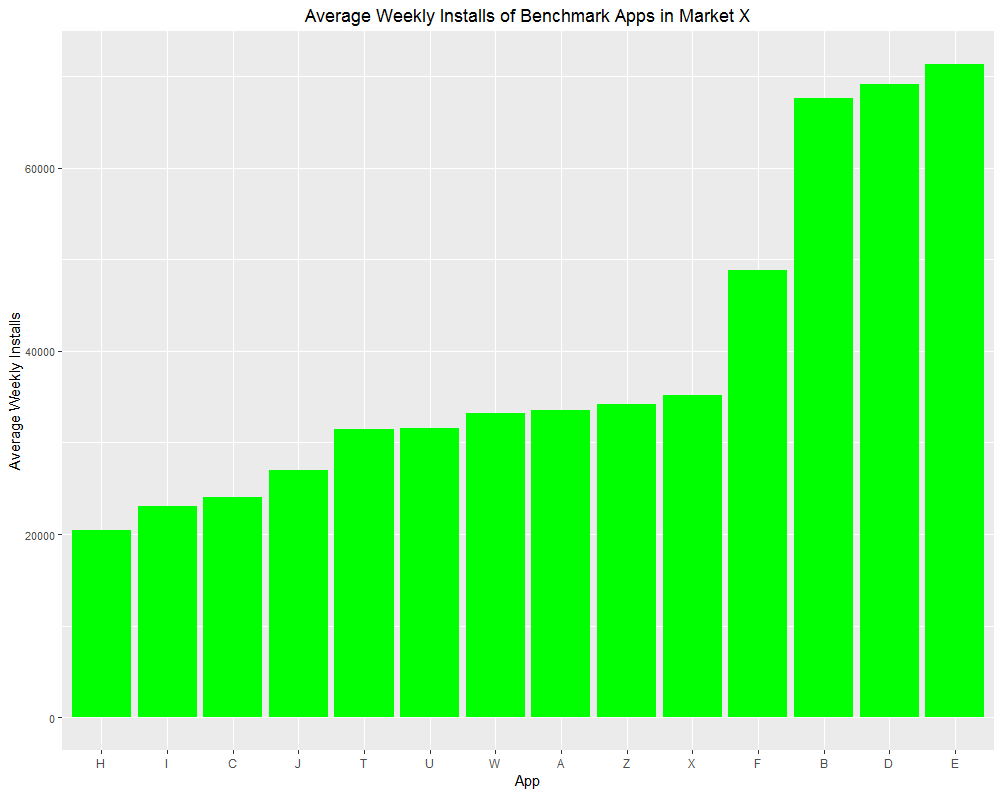 Average Weekly Installs of Benchmark Apps in Market X
Average Weekly Installs
60000
40000
20000
0
H I C J T U W A Z X F B D E
App